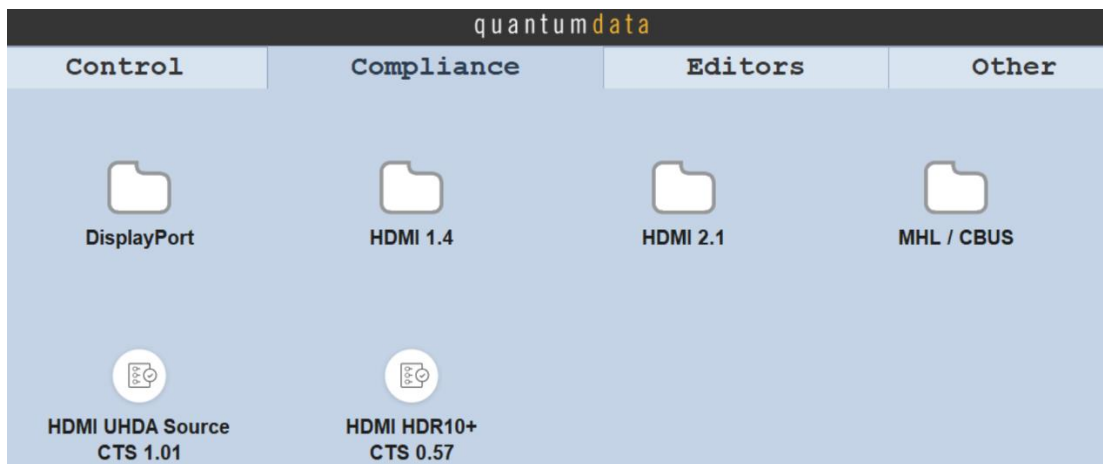 quantumdata
Control Compliance Editors Other
DisplayPort HDMI 1.4 HDMI 2.1 MHL / CBUS
HDMI UHDA Source HDMI HDR10+
CTS 1.01 CTS 0.57